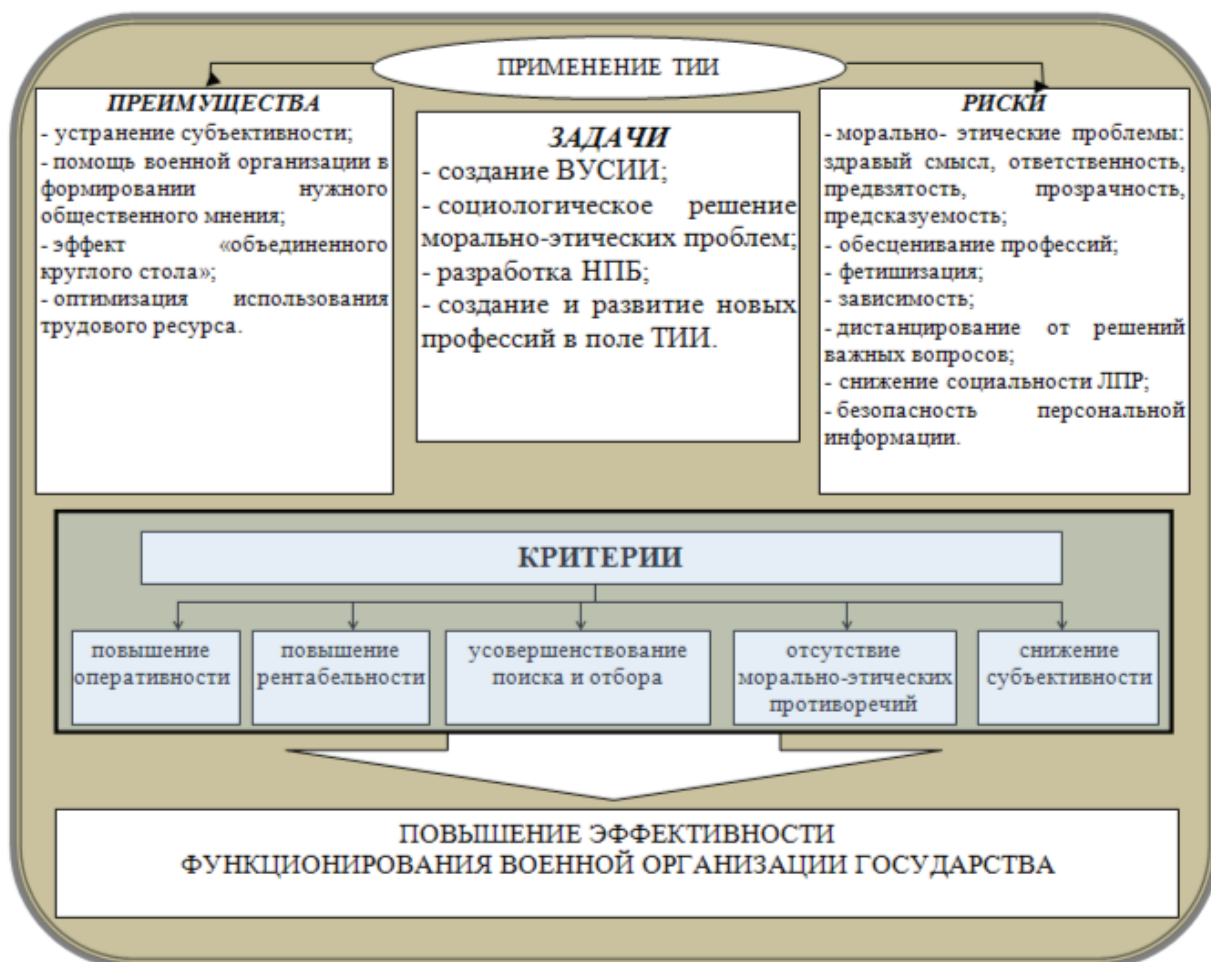 ПРИМЕНЕНИЕ ТИИ
ПРЕИМУЩЕСТВА
- устранение субъективности;
- помощь военной организации в
формировании нужного
общественного мнения;
- эффект «объединенного
круглого стола»;
- оптимизация использования
трудового ресурса.
ЗАДАЧИ
- создание ВУСИИ;
- социологическое решение
морально-этических проблем;
- разработка НПБ;
- создание и развитие новых
профессий в поле ТИИ.
РИСКИ
- морально- этические проблемы:
здравый смысл, ответственность,
предвзятость, прозрачность,
предсказуемость;
- обесценивание профессий;
- фетишизация;
- зависимость;
- дистанцирование от решений
важных вопросов;
- снижение социальности ЛПР;
- безопасность персональной
информации.
КРИТЕРИИ
повышение
оперативности
повышение
рентабельности
усовершенствование
поиска и отбора
отсутствие
морально-этических
противоречий
снижение
субъективности
ПОВЫШЕНИЕ ЭФФЕКТИВНОСТИ
ФУНКЦИОНИРОВАНИЯ ВОЕННОЙ ОРГАНИЗАЦИИ ГОСУДАРСТВА